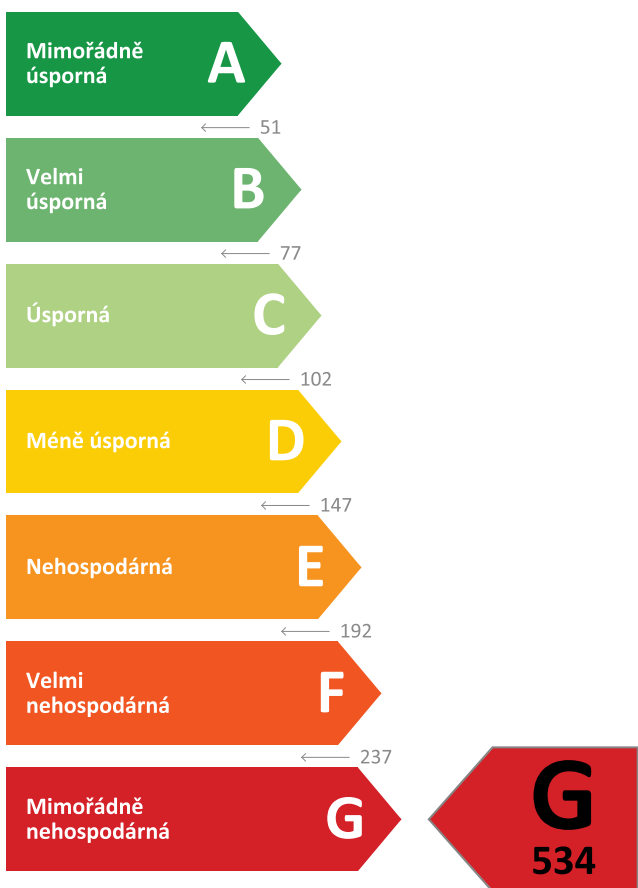 Mimořádně
úsporná
A
51
Velmi
úsporná
B
77
Úsporná
C
102
Méně úsporná
D
147
Nehospodárná
E
192
Velmi
nehospodárná
F
237
Mimořádně
nehospodárná
G
G
534